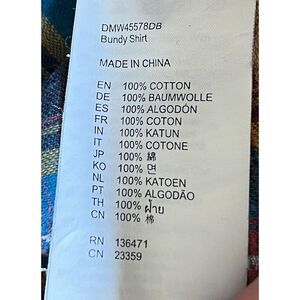 DMW45578DB
Bundy Shirt
MADE IN CHINA
EN 100% COTTON
DE 100% BAUMWOLLE
ES 100% ALGODÓN
FR 100% COTON
IN 100% KATUN
IT 100% COTONE
JP 100% 綿
KO 100% 면
NL 100% KATOEN
PT 100% ALGODÃO
TH 100% ฝ้าย
CN 100% 棉
RN 136471
CN 23359